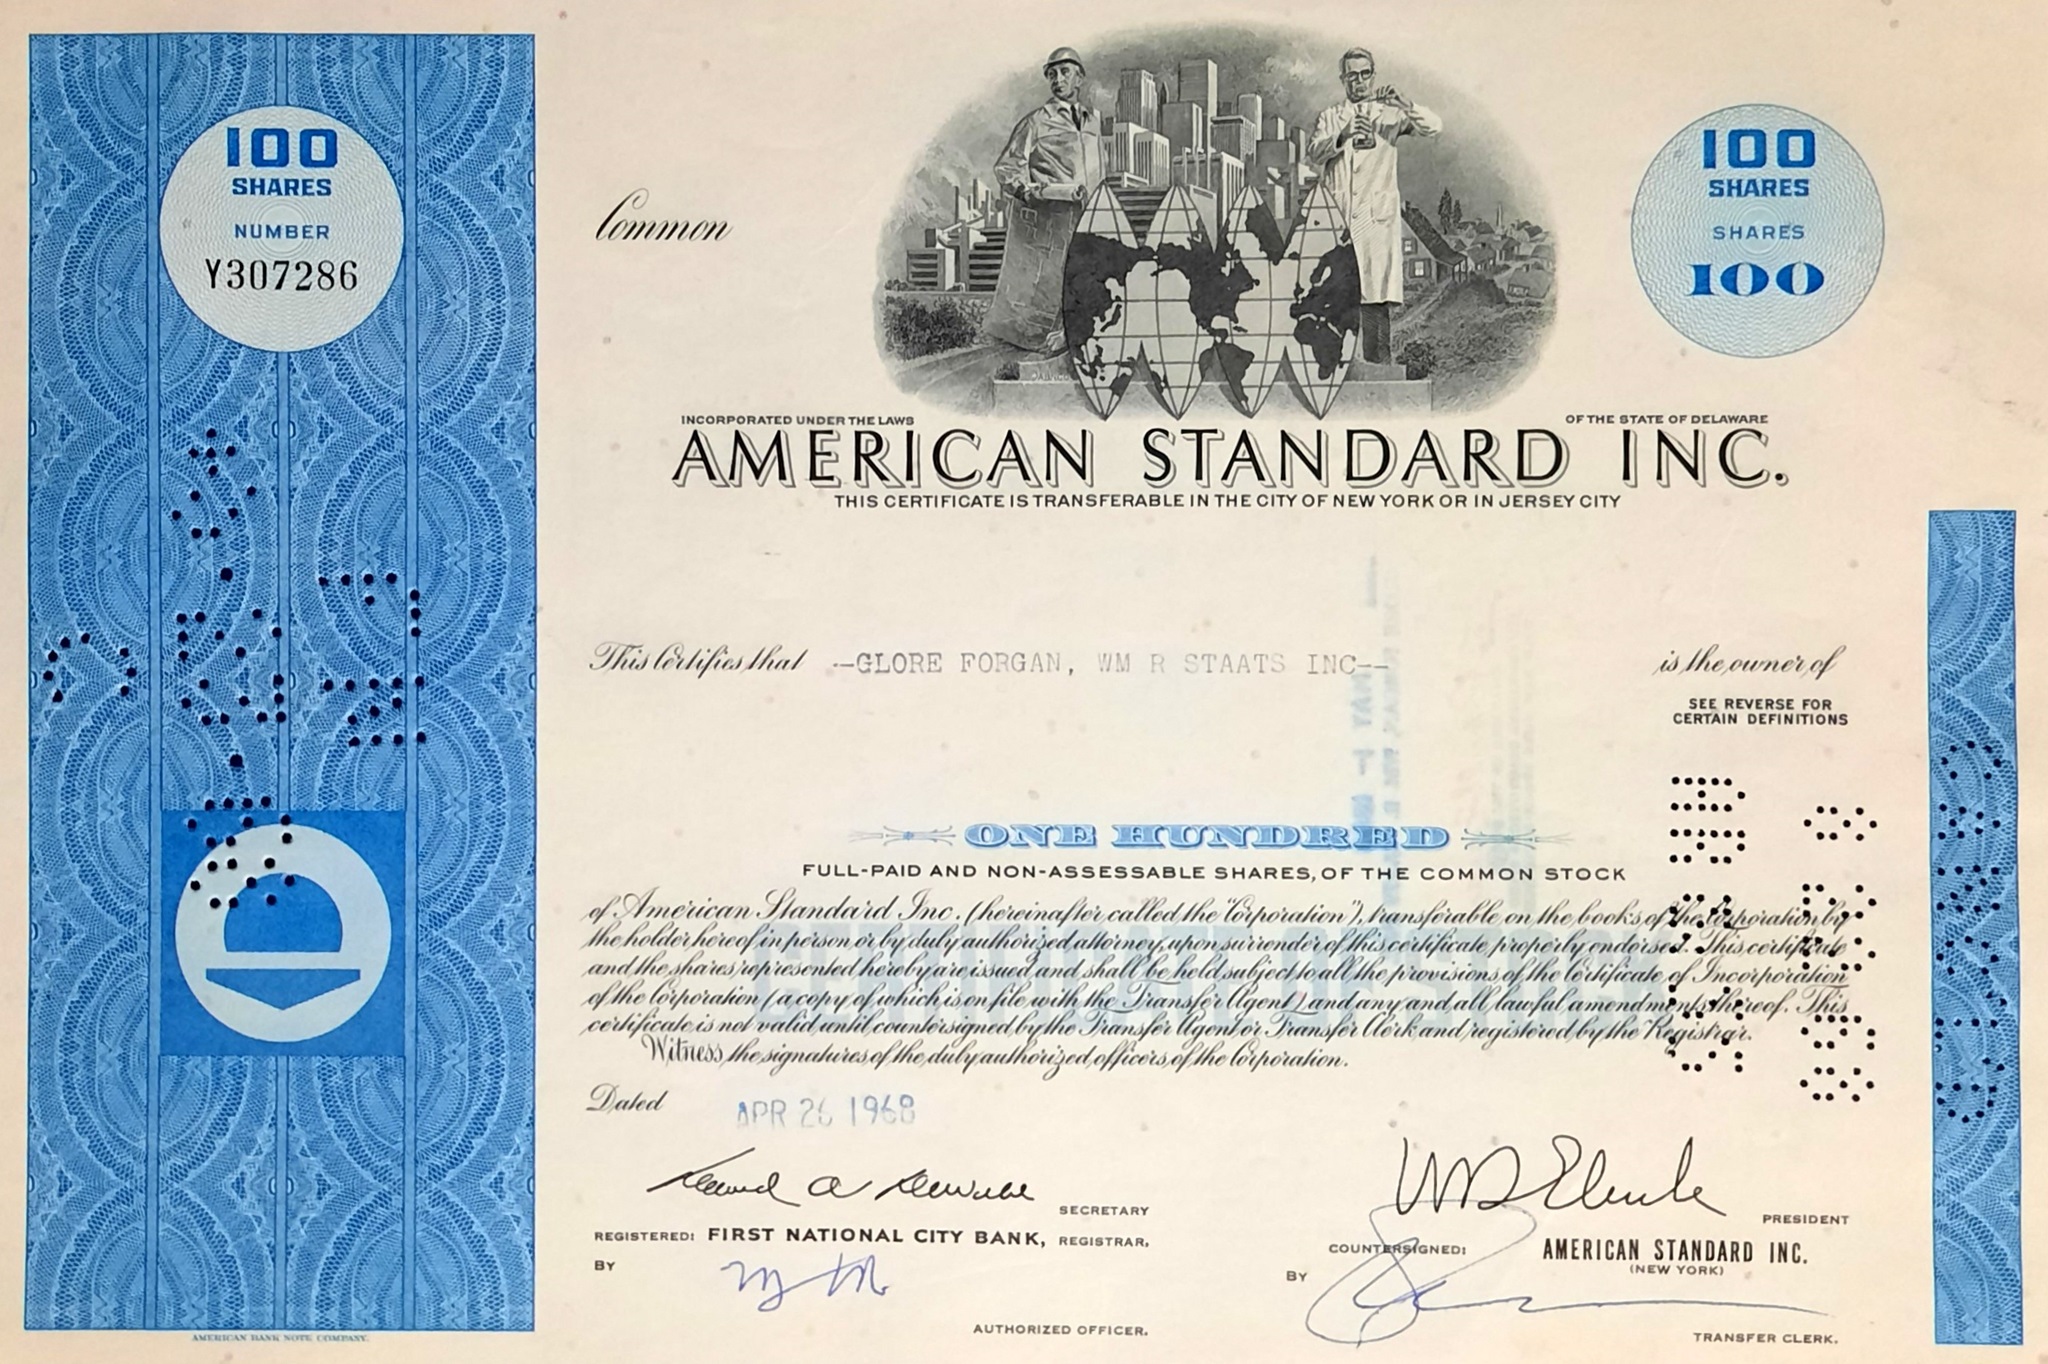 100
SHARES
NUMBER
Y307286
Common
100
SHARES
SHARES
100
INCORPORATED UNDER THE LAWS OF THE STATE OF DELAWARE
AMERICAN STANDARD INC.
THIS CERTIFICATE IS TRANSFERABLE IN THE CITY OF NEW YORK OR IN JERSEY CITY
This Certifies that --GLORE FORGAN, WM R STAATS INC-- is the owner of
SEE REVERSE FOR
CERTAIN DEFINITIONS
ONE HUNDRED
FULL-PAID AND NON-ASSESSABLE SHARES, OF THE COMMON STOCK
of American Standard Inc. (hereinafter called the "Corporation"), transferable on the books of the Corporation by
the holder hereof in person or by duly authorized attorney, upon surrender of this certificate properly endorsed. This certificate
and the shares represented hereby are issued and shall be held subject to all the provisions of the Certificate of Incorporation
of the Corporation (a copy of which is on file with the Transfer Agent) and any and all lawful amendments thereof. This
certificate is not valid until countersigned by the Transfer Agent or Transfer Clerk and registered by the Registrar.
Witness the signatures of the duly authorized officers of the Corporation.
Dated APR 26 1968
SECRETARY
PRESIDENT
REGISTERED: FIRST NATIONAL CITY BANK, REGISTRAR,
BY
AUTHORIZED OFFICER.
COUNTERSIGNED: AMERICAN STANDARD INC.
(NEW YORK)
BY
TRANSFER CLERK.
AMERICAN BANK NOTE COMPANY.